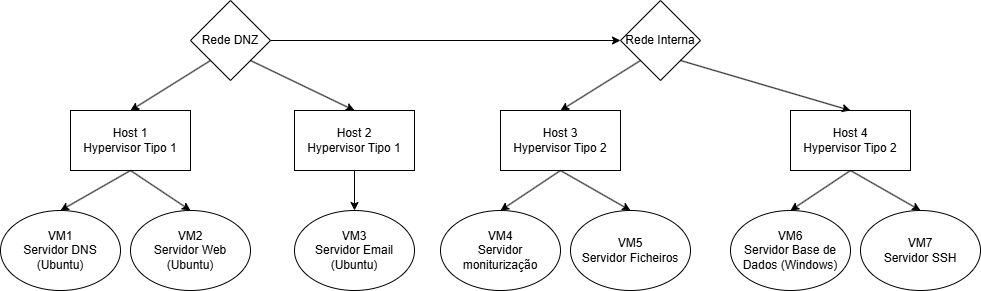 Rede DNZ
Rede Interna
Host 1
Hypervisor Tipo 1
Host 2
Hypervisor Tipo 1
Host 3
Hypervisor Tipo 2
Host 4
Hypervisor Tipo 2
VM1
Servidor DNS
(Ubuntu)
VM2
Servidor Web
(Ubuntu)
VM3
Servidor Email
(Ubuntu)
VM4
Servidor
moniturização
VM5
Servidor Ficheiros
VM6
Servidor Base de
Dados (Windows)
VM7
Servidor SSH